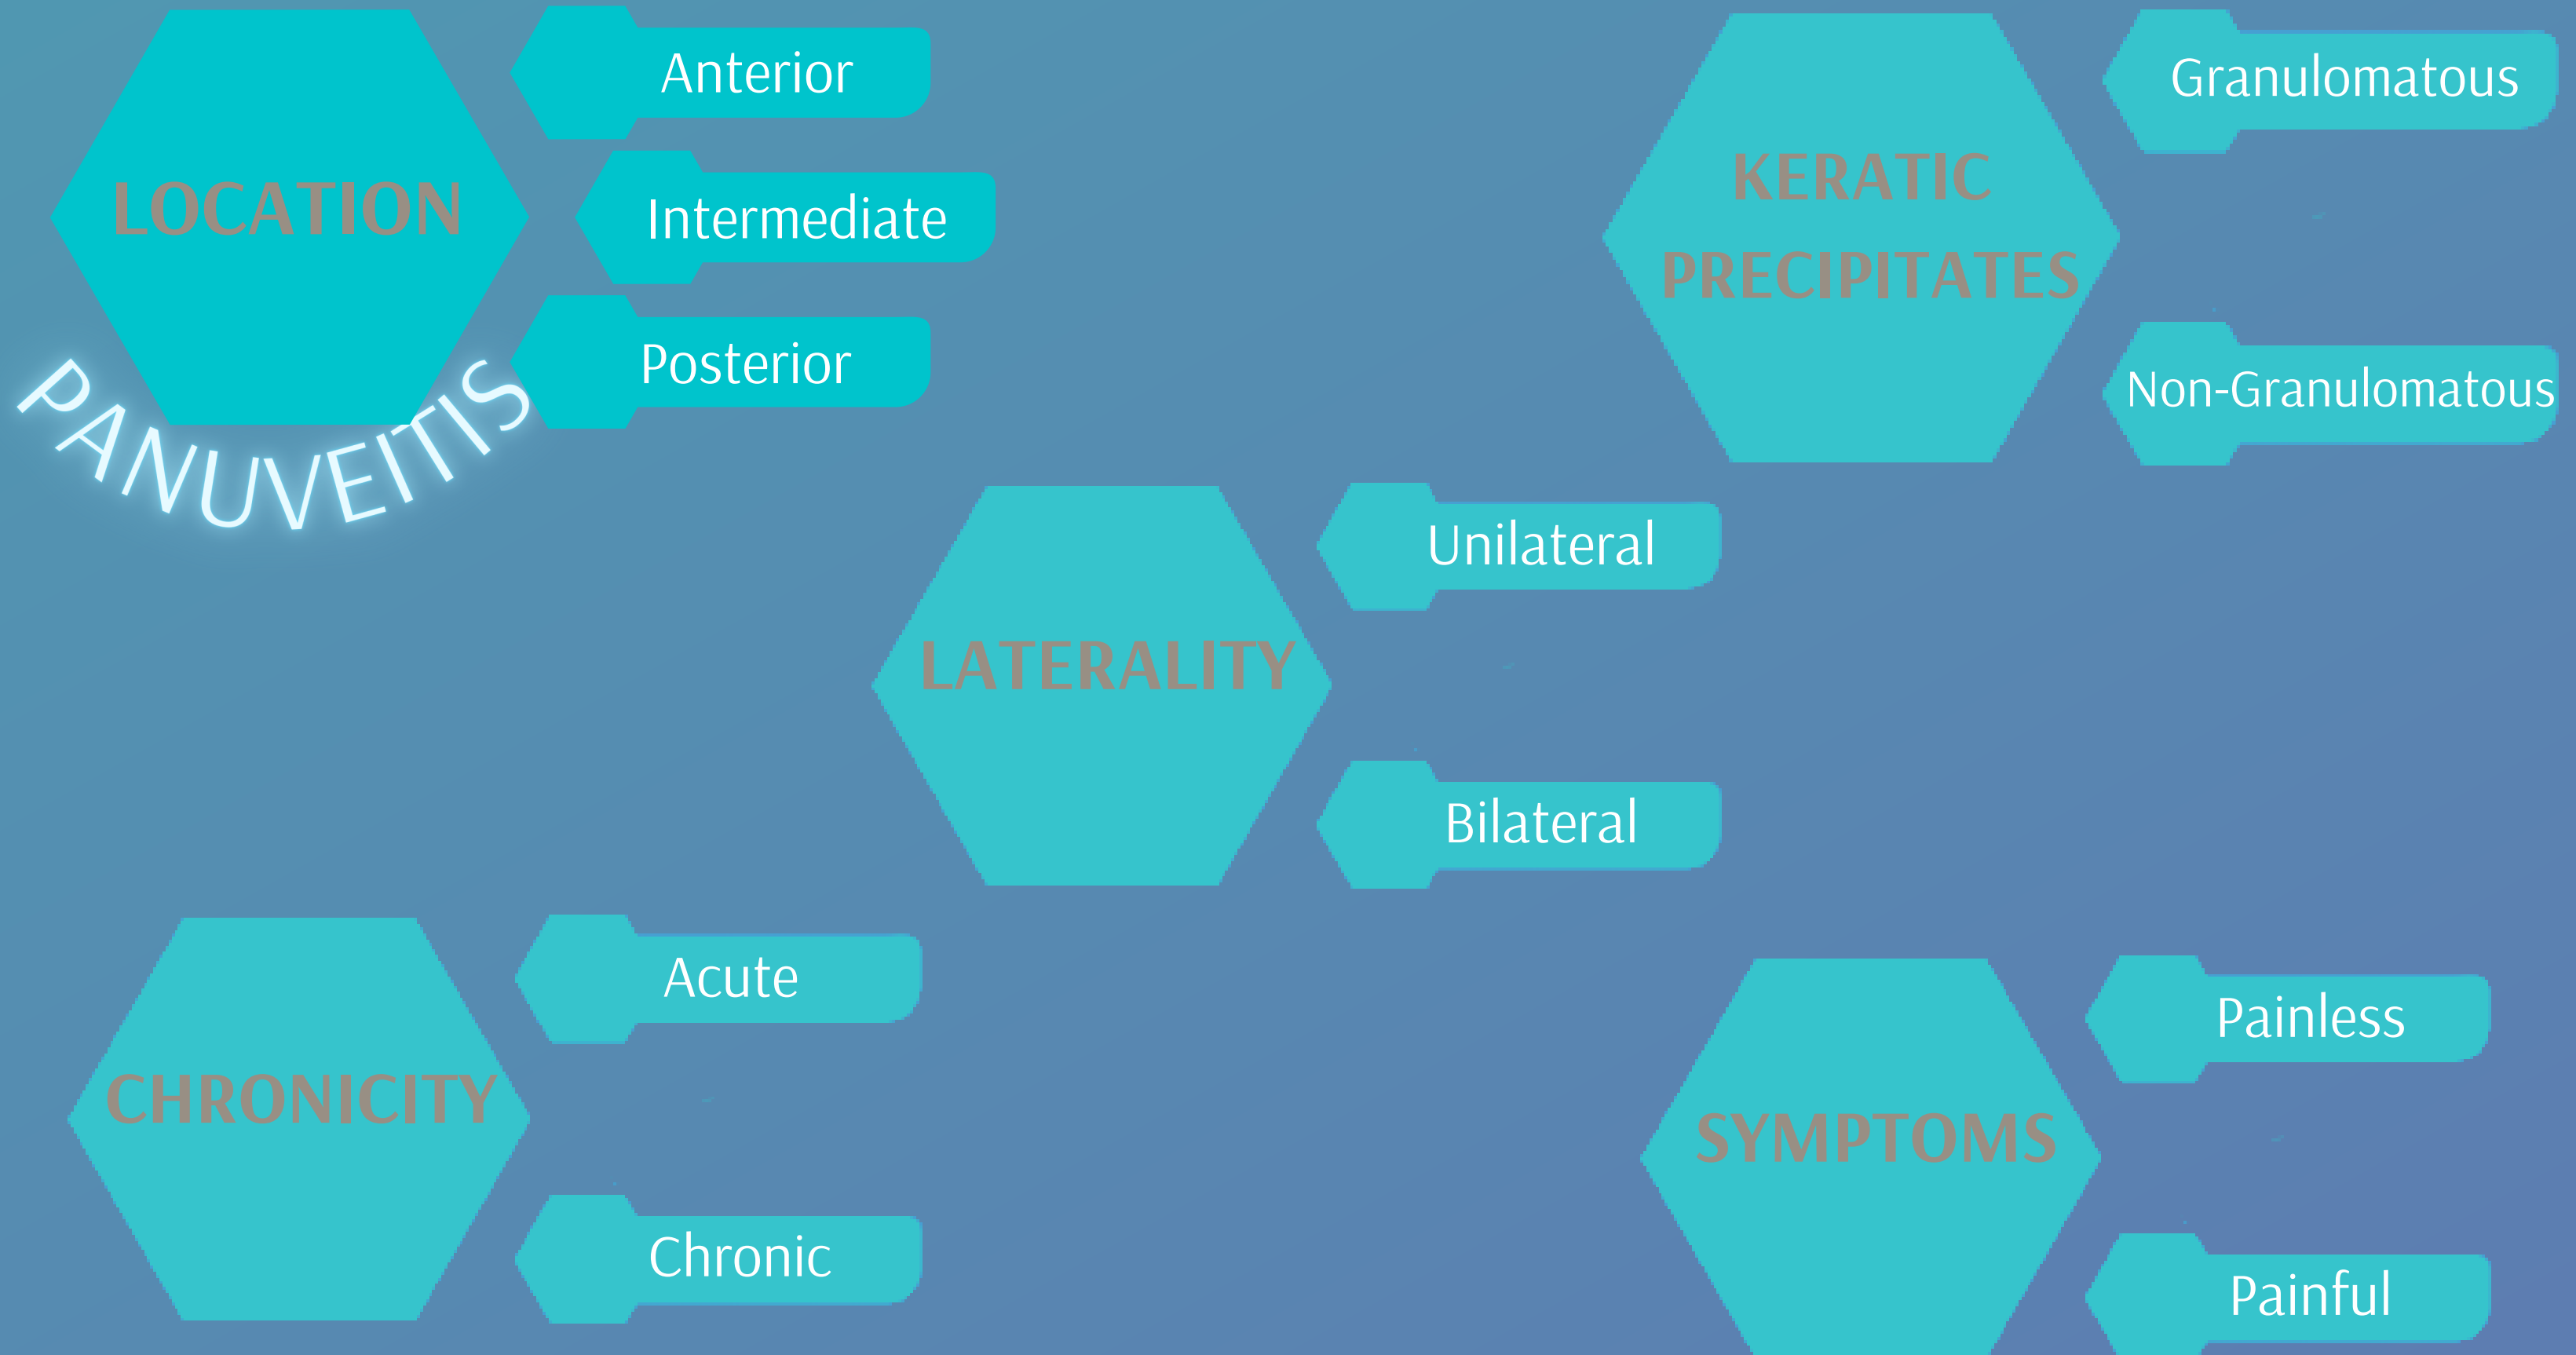 LOCATION
Anterior
Intermediate
Posterior
PANUVEITIS
KERATIC
PRECIPITATES
Granulomatous
Non-Granulomatous
LATERALITY
Unilateral
Bilateral
CHRONICITY
Acute
Chronic
SYMPTOMS
Painless
Painful